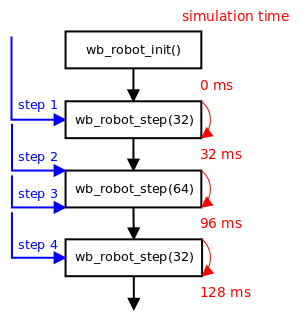 simulation time
wb_robot_init()
0 ms
step 1
wb_robot_step(32)
32 ms
step 2
wb_robot_step(64)
step 3
96 ms
step 4
wb_robot_step(32)
128 ms